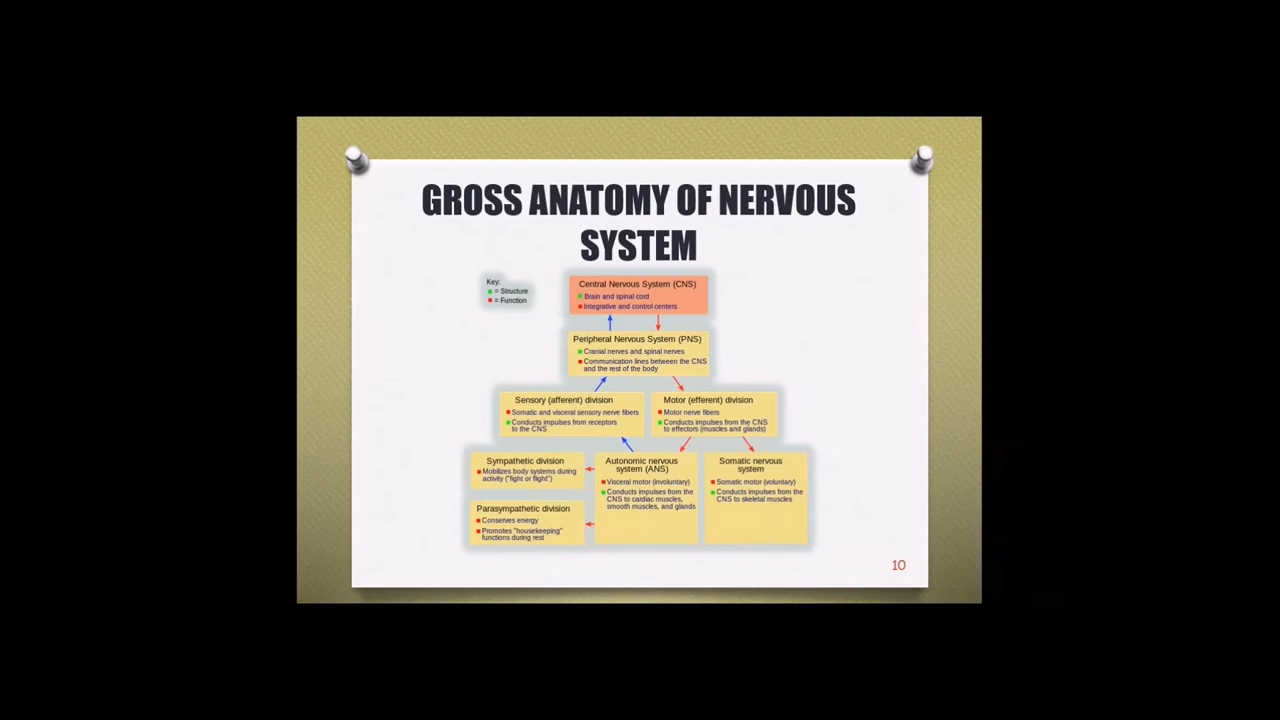 GROSS ANATOMY OF NERVOUS
SYSTEM
Key:
= Structure
= Function
Central Nervous System (CNS)
Brain and spinal cord
Integrative and control centers
Peripheral Nervous System (PNS)
Cranial nerves and spinal nerves
Communication lines between the CNS
and the rest of the body
Sensory (afferent) division
Somatic and visceral sensory nerve fibers
Conducts impulses from receptors
to the CNS
Motor (efferent) division
Motor nerve fibers
Conducts impulses from the CNS
to effectors (muscles and glands)
Sympathetic division
Mobilizes body systems during
activity ("fight or flight")
Parasympathetic division
Conserves energy
Promotes "housekeeping"
functions during rest
Autonomic nervous
system (ANS)
Visceral motor (involuntary)
Conducts impulses from the
CNS to cardiac muscles,
smooth muscles, and glands
Somatic nervous
system
Somatic motor (voluntary)
Conducts impulses from the
CNS to skeletal muscles
10